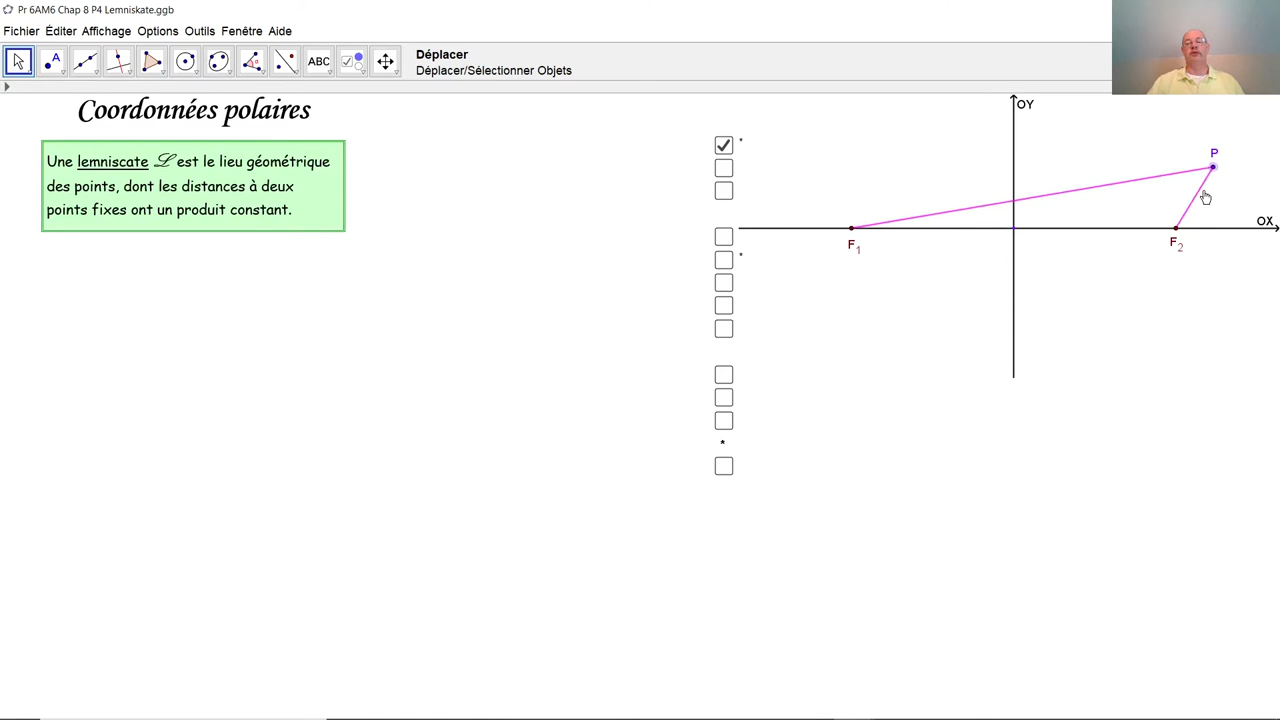 Pr 6AM6 Chap 8 P4 Lemniskate.ggb
Fichier Éditer Affichage Options Outils Fenêtre Aide
A
ABC
Déplacer
Déplacer/Sélectionner Objets
Coordonnées polaires
Une lemniscate ℒ est le lieu géométrique
des points, dont les distances à deux
points fixes ont un produit constant.
*
*
*
OY
P
OX
F₁
F₂